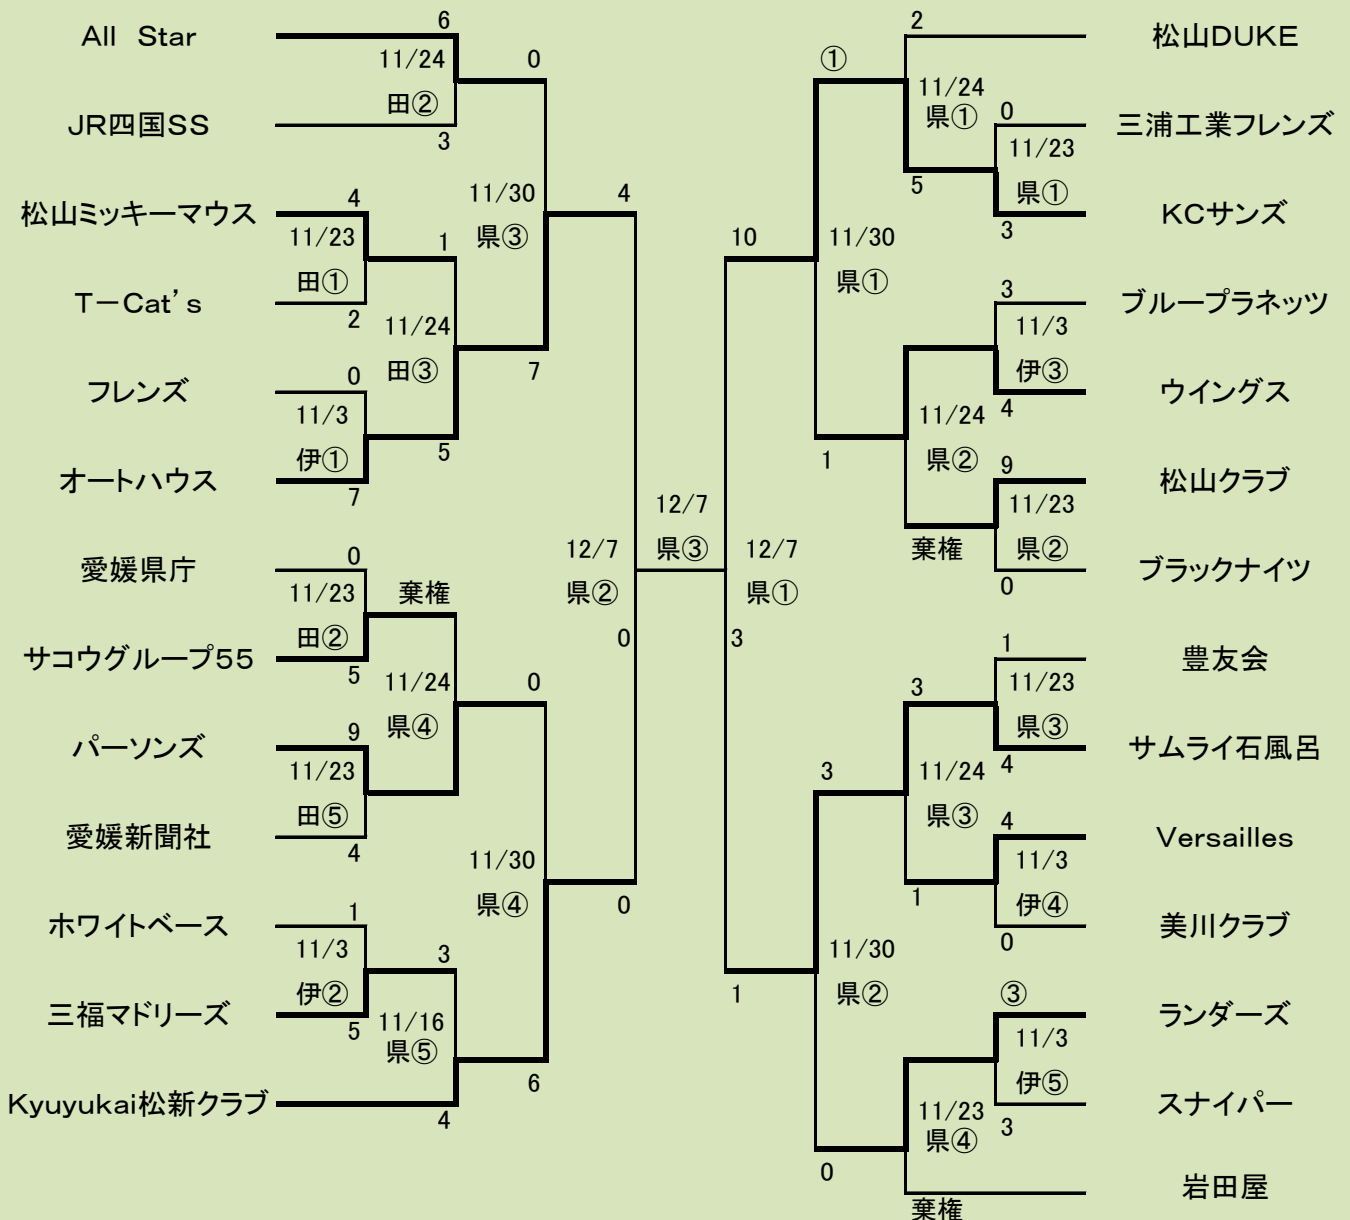 All Star
6
11/24
田②
0
JR四国SS
3
松山ミッキーマウス
4
11/23
田①
1
11/30
県③
4
T－Cat's
2
11/24
田③
7
フレンズ
0
11/3
伊①
5
オートハウス
7
愛媛県庁
0
11/23
田②
棄権
サコウグループ55
5
11/24
県④
0
パーソンズ
9
11/23
田⑤
愛媛新聞社
4
11/30
県④
0
ホワイトベース
1
11/3
伊②
3
三福マドリーズ
5
11/16
県⑤
6
Kyuyukai松新クラブ
4
12/7
県②
0
12/7
県③
12/7
県①
3
10
1
2
松山DUKE
①
11/24
県①
0
三浦工業フレンズ
11/23
県①
5
KCサンズ
3
11/30
県①
3
ブループラネッツ
11/3
伊③
ウイングス
4
11/24
県②
1
9
松山クラブ
11/23
県②
棄権
ブラックナイツ
0
1
豊友会
11/23
県③
3
サムライ石風呂
4
3
11/24
県③
4
Versailles
11/3
伊④
1
美川クラブ
0
11/30
県②
③
ランダーズ
11/3
伊⑤
スナイパー
3
11/23
県④
0
岩田屋
棄権